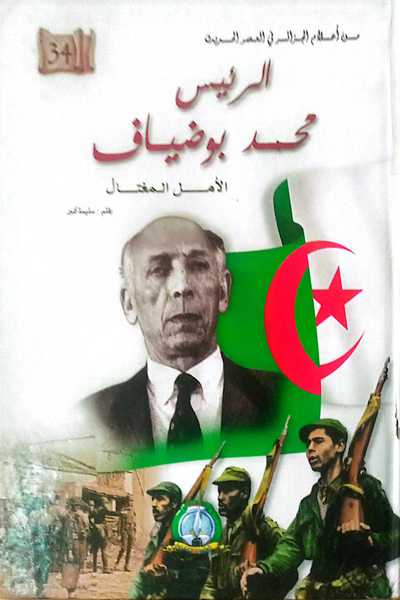 من أعلام الجزائر في العصر الحديث
34
الرئيس
محمد بوضياف
الأمل المغتال
بقلم: سليمة كبير